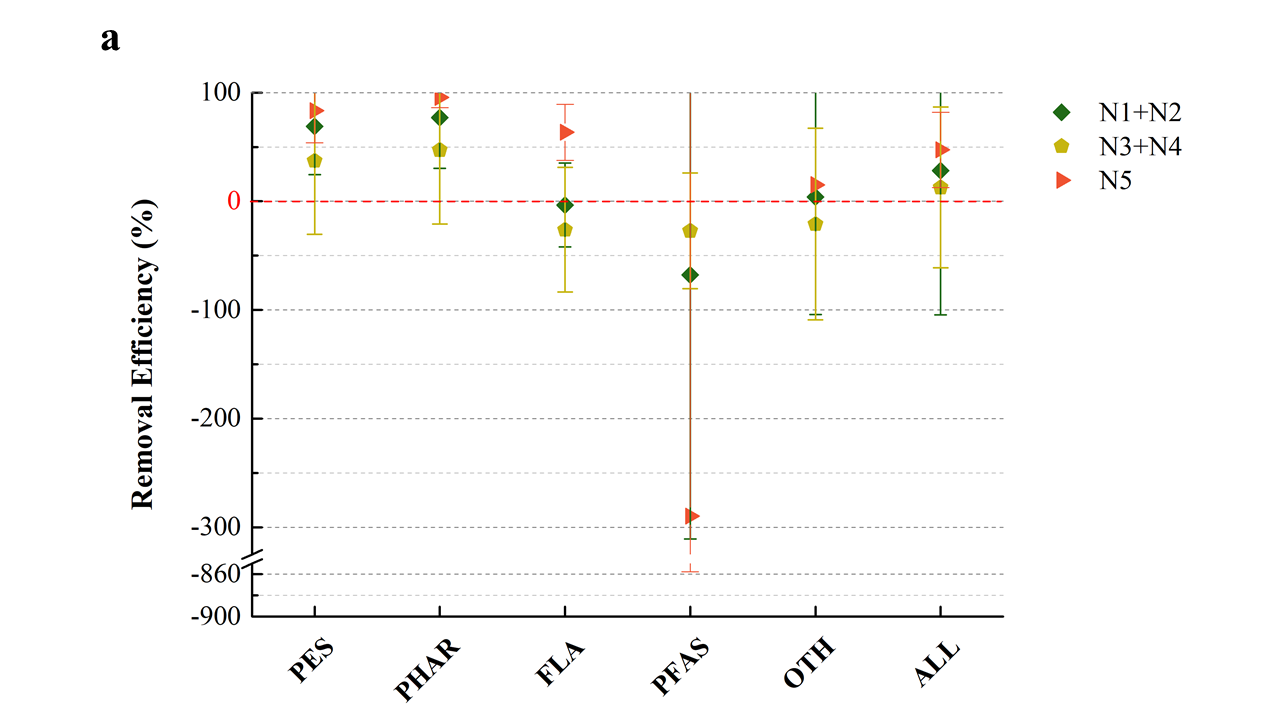 a
Removal Efficiency (%)
100
0
-100
-200
-300
-860
-900
PES
PHAR
FLA
PFAS
OTH
ALL
N1+N2
N3+N4
N5